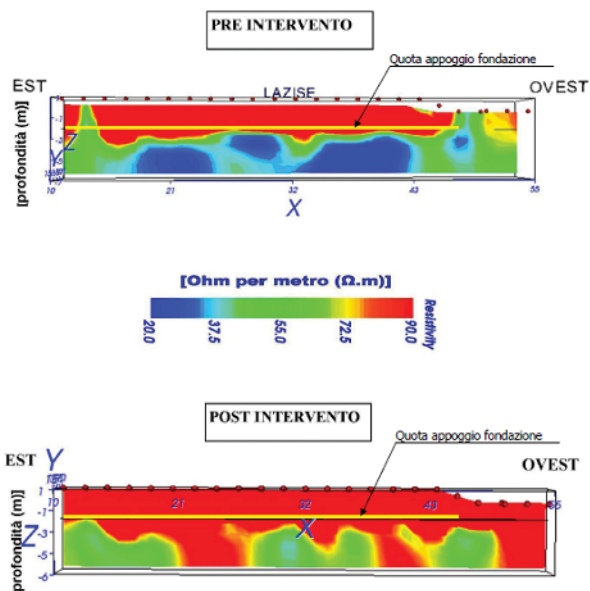 PRE INTERVENTO
Quota appoggio fondazione
EST
LAZISE
OVEST
[profondità (m)]
-1
Y
Z
10
21
32
43
55
X
[Ohm per metro (Ω.m)]
20.0
37.5
55.0
72.5
90.0
Resistivity
POST INTERVENTO
Quota appoggio fondazione
EST
Y
OVEST
profondità (m)]
1
10
21
32
43
55
-1
Z
X
-3
-5
-6